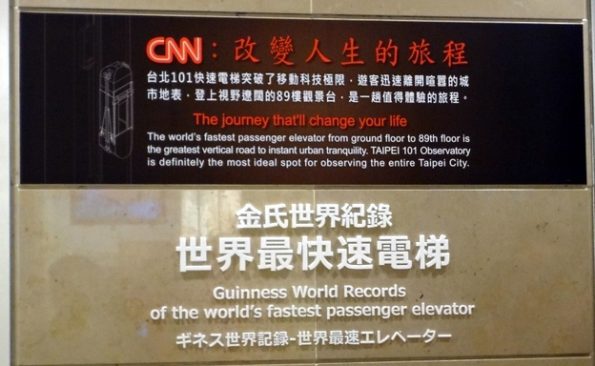 CNN：改變人生的旅程
台北101快速電梯突破了移動科技極限，遊客迅速離開喧囂的城
市地表，登上視野遼闊的89樓觀景台，是一趟值得體驗的旅程。
The journey that'll change your life
The world's fastest passenger elevator from ground floor to 89th floor is
the greatest vertical road to instant urban tranquility. TAIPEI 101 Observatory
is definitely the most ideal spot for observing the entire Taipei City.
金氏世界紀錄
世界最快速電梯
Guinness World Records
of the world's fastest passenger elevator
ギネス世界記録-世界最速エレベーター